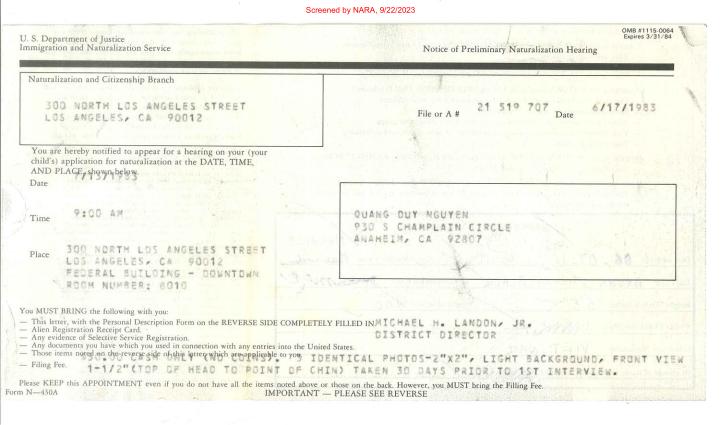 Screened by NARA, 9/22/2023
OMB #1115-0064
Expires 3/31/84
U. S. Department of Justice
Immigration and Naturalization Service
Notice of Preliminary Naturalization Hearing
Naturalization and Citizenship Branch
300 NORTH LOS ANGELES STREET
LOS ANGELES, CA 90012
File or A # 21 519 707 Date 6/17/1983
You are hereby notified to appear for a hearing on your (your
child's) application for naturalization at the DATE, TIME,
AND PLACE, shown below.
Date 7/13/1983
Time 9:00 AM
Place 300 NORTH LOS ANGELES STREET
LOS ANGELES, CA 90012
FEDERAL BUILDING - DOWNTOWN
ROOM NUMBER: 6010
QUANG DUY NGUYEN
930 S CHAMPLAIN CIRCLE
ANAHEIM, CA 92807
You MUST BRING the following with you:
— This letter, with the Personal Description Form on the REVERSE SIDE COMPLETELY FILLED IN MICHAEL H. LANDON, JR.
— Alien Registration Receipt Card. DISTRICT DIRECTOR
— Any evidence of Selective Service Registration.
— Any documents you have which you used in connection with any entries into the United States.
— Those items noted on the reverse side of this letter which are applicable to you.
CASH ONLY (NO COINS). IDENTICAL PHOTOS-2"X2", LIGHT BACKGROUND, FRONT VIEW
— Filing Fee. 1-1/2"(TOP OF HEAD TO POINT OF CHIN) TAKEN 30 DAYS PRIOR TO 1ST INTERVIEW.
Please KEEP this APPOINTMENT even if you do not have all the items noted above or those on the back. However, you MUST bring the Filing Fee.
Form N—430A IMPORTANT — PLEASE SEE REVERSE